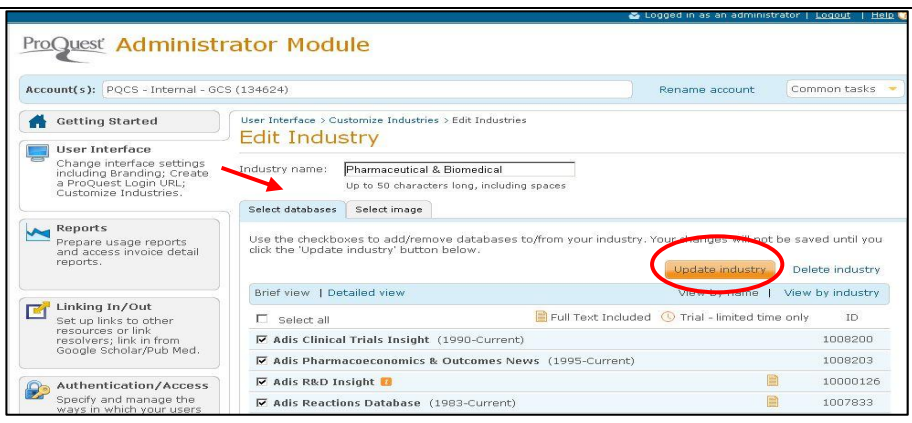 Logged in as an administrator | Logout | Help
ProQuest Administrator Module
Account(s): PQCS - Internal - GCS (134624) Rename account Common tasks
Getting Started
User Interface
Change interface settings
including Branding; Create
a ProQuest Login URL;
Customize Industries.
Reports
Prepare usage reports
and access invoice detail
reports.
Linking In/Out
Set up links to other
resources or link
resolvers; link in from
Google Scholar/Pub Med.
Authentication/Access
Specify and manage the
ways in which your users
User Interface > Customize Industries > Edit Industries
Edit Industry
Industry name: Pharmaceutical & Biomedical
Up to 50 characters long, including spaces
Select databases Select image
Use the checkboxes to add/remove databases to/from your industry. Your changes will not be saved until you
click the 'Update industry' button below.
Update industry Delete industry
Brief view | Detailed view View by name | View by industry
Select all Full Text Included Trial - limited time only ID
Adis Clinical Trials Insight (1990-Current) 1008200
Adis Pharmacoeconomics & Outcomes News (1995-Current) 1008203
Adis R&D Insight 10000126
Adis Reactions Database (1983-Current) 1007833